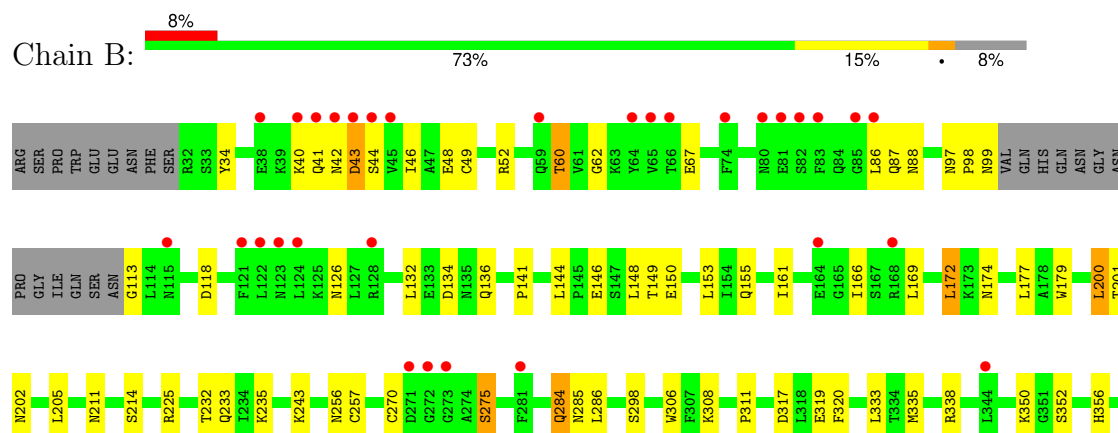 8%
Chain B:
73% 15% • 8%
ARG SER PRO TRP GLU GLU ASN PHE SER R32 S33 Y34 E38 K39 K40 Q41 N42 D43 S44 V45 I46 A47 E48 C49 R52 Q59 T60 V61 G62 K63 Y64 V65 T66 E67 F74 N80 E81 S82 F83 Q84 G85 L86 Q87 N88 N97 P98 N99 VAL GLN HIS GLN ASN GLY ASN
PRO GLY ILE GLN SER ASN G113 L114 N115 D118 F121 L122 N123 L124 K125 N126 L127 R128 L132 E133 D134 N135 Q136 P141 L144 P145 E146 S147 L148 T149 E150 L153 I154 Q155 I161 E164 G165 I166 S167 R168 L169 L172 K173 N174 L177 A178 W179 L200 T201
N202 L205 N211 S214 R225 T232 Q233 I234 K235 K243 N256 C257 C270 D271 G272 G273 A274 S275 F281 Q284 N285 L286 S298 W306 F307 K308 P311 D317 L318 E319 F320 L333 T334 M335 R338 L344 K350 G351 S352 H356